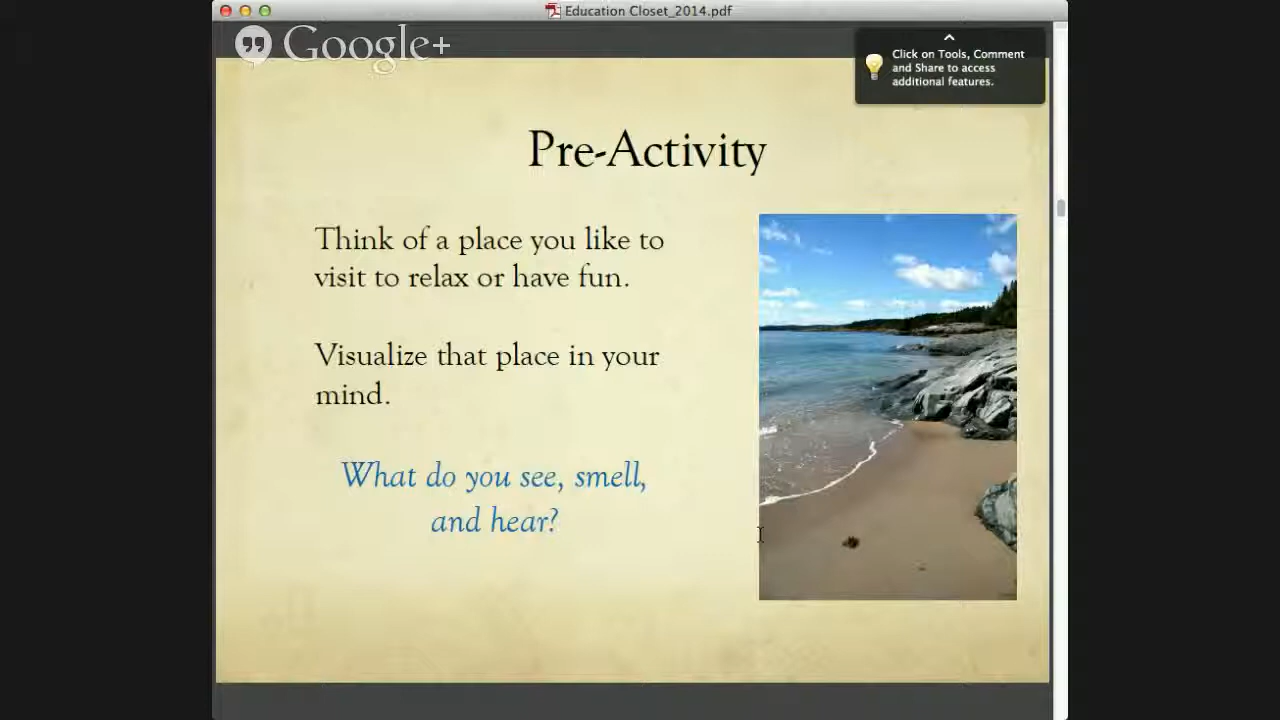 Education Closet_2014.pdf
Google+
Click on Tools, Comment
and Share to access
additional features.
Pre-Activity
Think of a place you like to
visit to relax or have fun.
Visualize that place in your
mind.
What do you see, smell,
and hear?